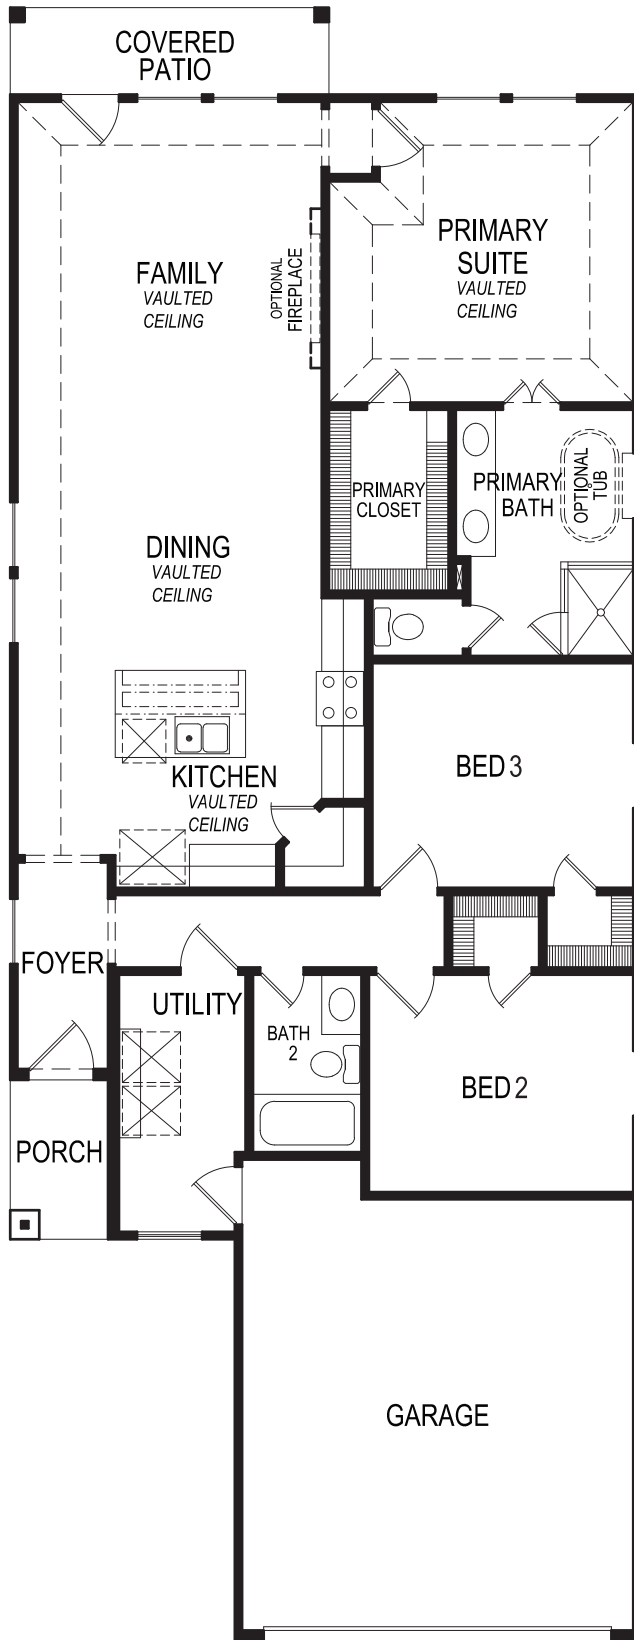 COVERED
PATIO
PRIMARY
SUITE
VAULTED
CEILING
FAMILY
VAULTED
CEILING
OPTIONAL
FIREPLACE
PRIMARY
CLOSET
PRIMARY
BATH
OPTIONAL
TUB
DINING
VAULTED
CEILING
KITCHEN
VAULTED
CEILING
BED 3
FOYER
UTILITY
BATH
2
BED 2
PORCH
GARAGE